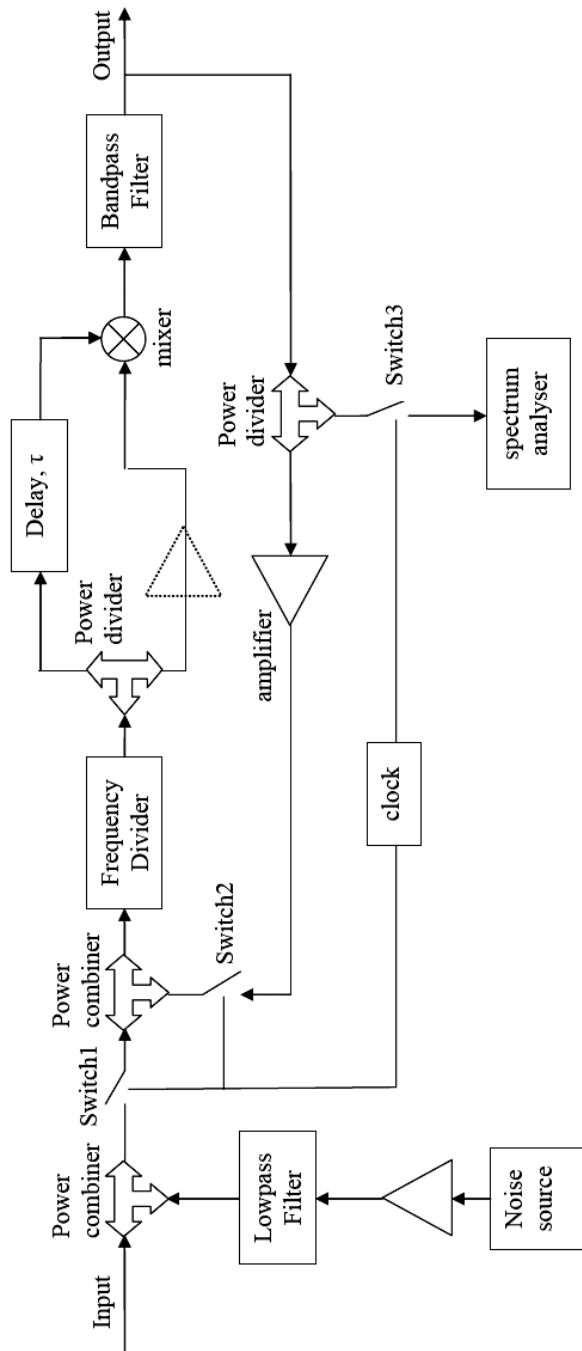 Input
Power
combiner
Switch1
Power
combiner
Frequency
Divider
Power
divider
Delay, τ
mixer
Bandpass
Filter
Output
Lowpass
Filter
Noise
source
Switch2
amplifier
Power
divider
Switch3
clock
spectrum
analyser